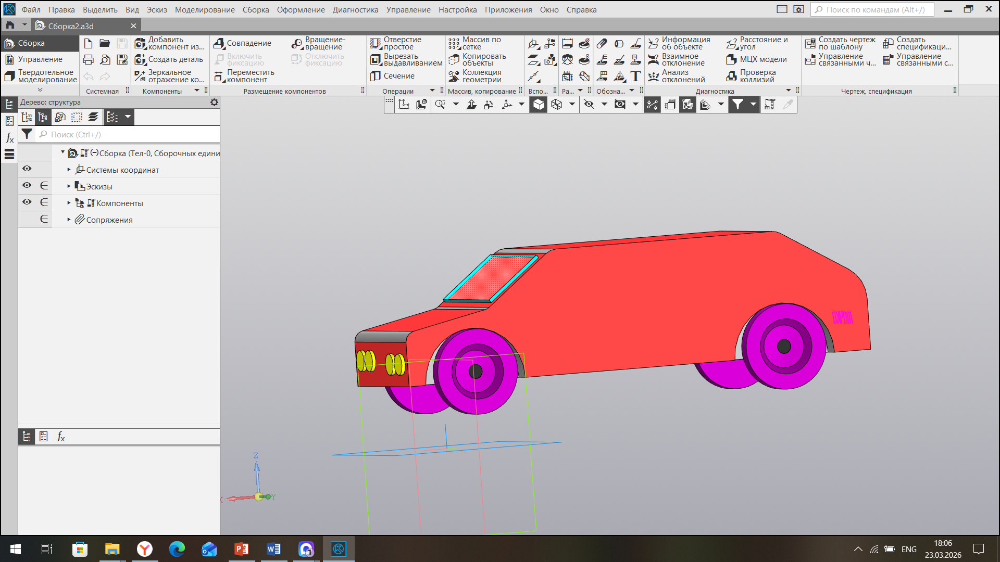 Файл Правка Выделить Вид Эскиз Моделирование Сборка Оформление Диагностика Управление Настройка Приложения Окно Справка
Поиск по командам (Alt+/)
Сборка2.a3d
Сборка
Управление
Твердотельное
моделирование
Системная
Добавить
компонент из...
Создать деталь
Зеркальное
отражение ко...
Компоненты
Совпадение
Вращение-
вращение
Включить
фиксацию
Отключить
фиксацию
Переместить
компонент
Размещение компонентов
Отверстие
простое
Вырезать
выдавливанием
Сечение
Операции
Массив по
сетке
Копировать
объекты
Коллекция
геометрии
Массив, копирование
Вспо...
Ра...
Обозна...
Информация
об объекте
Взаимное
отклонение
Анализ
отклонений
Расстояние и
угол
МЦХ модели
Проверка
коллизий
Диагностика
Создать чертеж
по шаблону
Управление
связанными ч...
Создать
спецификаци...
Управление
связанными с...
Чертеж, спецификация
Дерево: структура
Поиск (Ctrl+/)
(-)Сборка (Тел-0, Сборочных едини
Системы координат
Эскизы
Компоненты
Сопряжения
Z
X
Y
ENG
18:06
23.03.2026